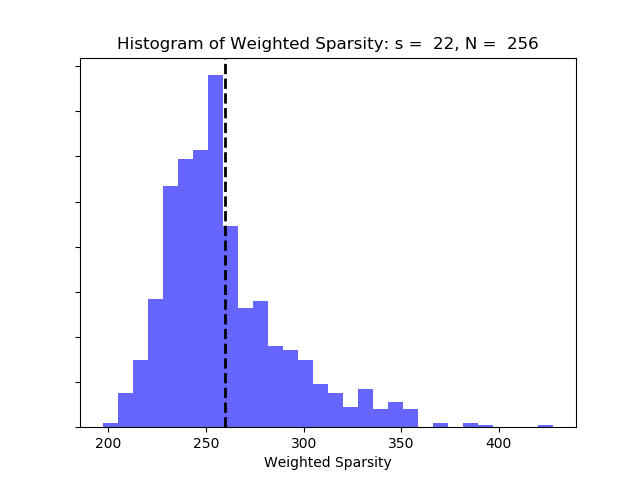 Histogram of Weighted Sparsity: s =  22, N =  256
200 250 300 350 400
Weighted Sparsity